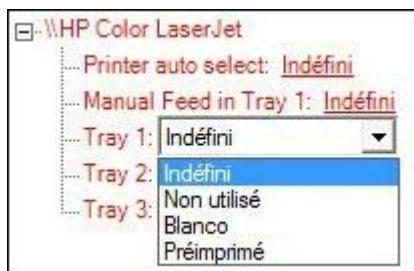 \\HP Color LaserJet
Printer auto select: Indéfini
Manual Feed in Tray 1: Indéfini
Tray 1: Indéfini
Tray 2: Indéfini
Non utilisé
Tray 3: Blanco
Préimprimé